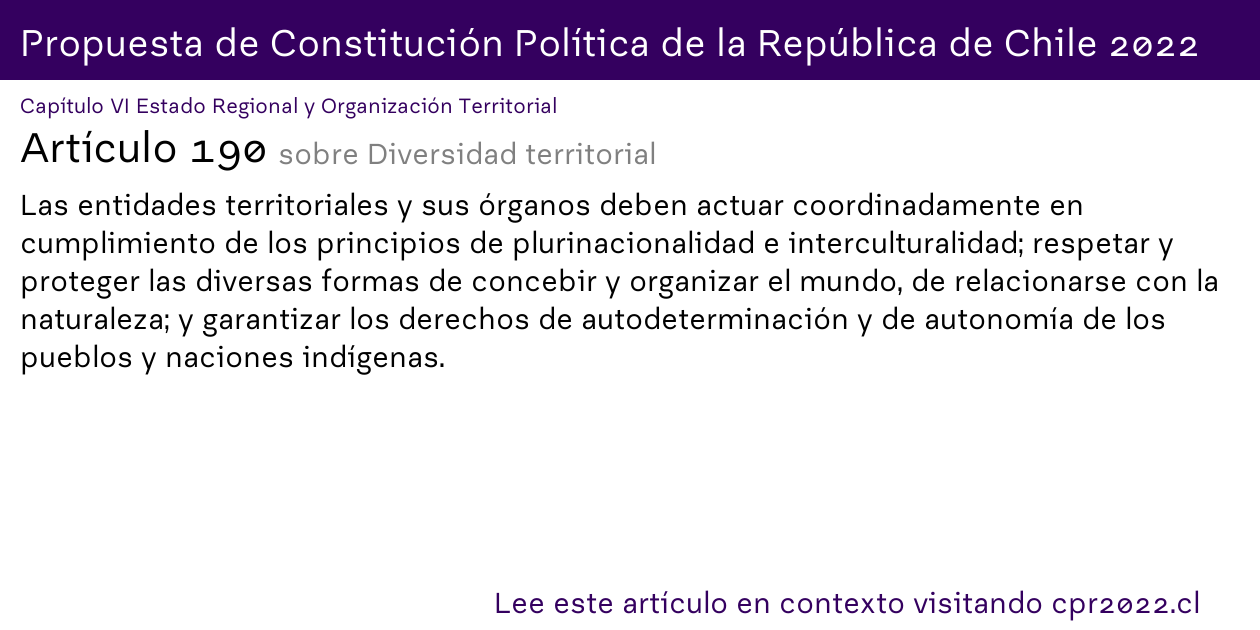 Propuesta de Constitución Política de la República de Chile 2022
Capítulo VI Estado Regional y Organización Territorial
Artículo 190 sobre Diversidad territorial
Las entidades territoriales y sus órganos deben actuar coordinadamente en
cumplimiento de los principios de plurinacionalidad e interculturalidad; respetar y
proteger las diversas formas de concebir y organizar el mundo, de relacionarse con la
naturaleza; y garantizar los derechos de autodeterminación y de autonomía de los
pueblos y naciones indígenas.
Lee este artículo en contexto visitando cpr2022.cl